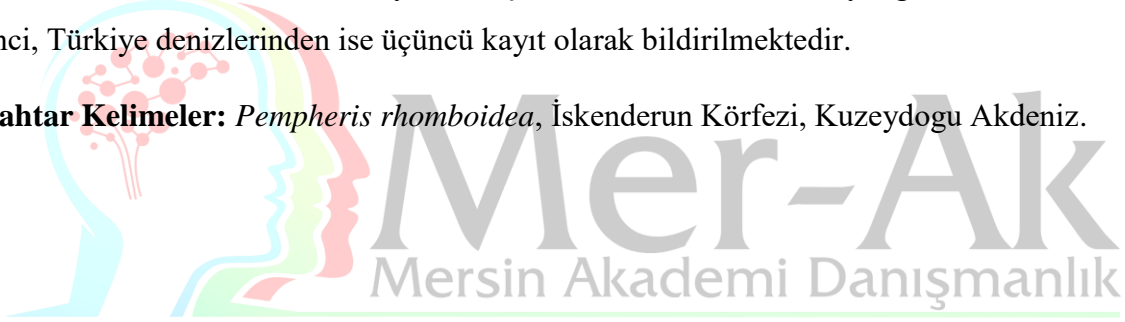 nci, Türkiye denizlerinden ise üçüncü kayıt olarak bildirilmektedir.
ahtar Kelimeler: Pempheris rhomboidea, İskenderun Körfezi, Kuzeydogu Akdeniz.
Mer-Ak
Mersin Akademi Danışmanlık